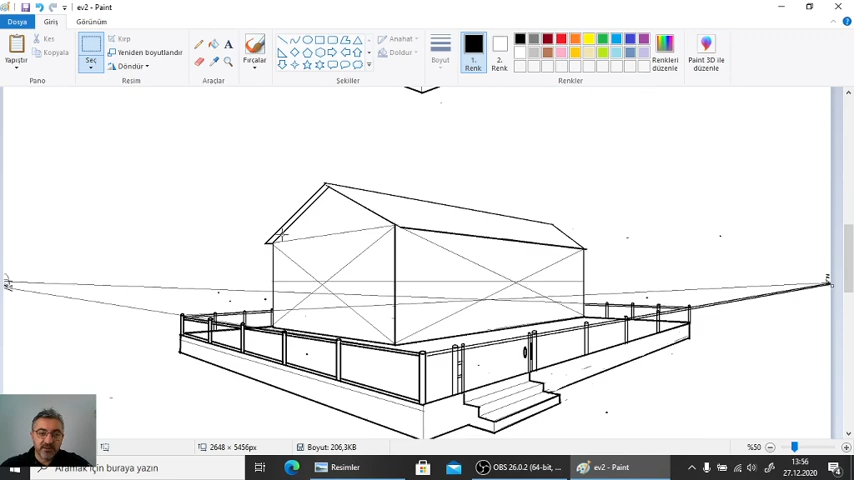 ev2 - Paint
Dosya Giriş Görünüm
Yapıştır
Kes
Kopyala
Pano
Seç
Kırp
Yeniden boyutlandır
Döndür
Resim
A
Araçlar
Fırçalar
Anahat
Doldur
Şekiller
Boyut
1.
Renk
2.
Renk
Renkleri
düzenle
Renkler
Paint 3D ile
düzenle
2648 × 5456px
Boyut: 206,3KB
%50
Aramak için buraya yazın
Resimler
OBS 26.0.2 (64-bit, ...
ev2 - Paint
13:56
27.12.2020
4